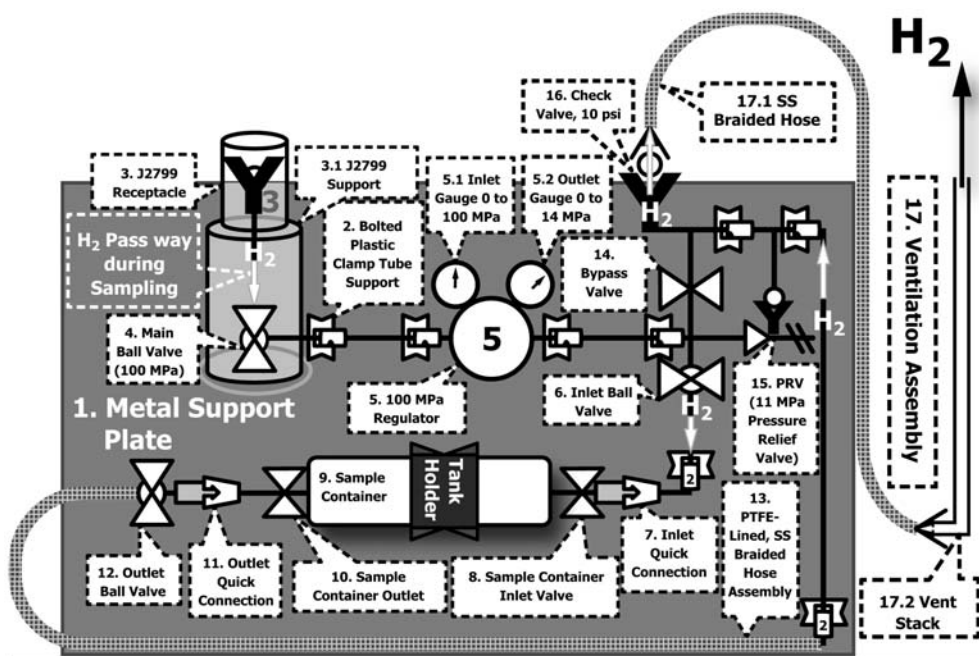 H2
16. Check
Valve, 10 psi
17.1 SS
Braided Hose
3. J2799
Receptacle
3.1 J2799
Support
5.1 Inlet
Gauge 0 to
100 MPa
5.2 Outlet
Gauge 0 to
14 MPa
3
H2
H2
H2 Pass way
during
Sampling
2. Bolted
Plastic
Clamp Tube
Support
14.
Bypass
Valve
17. Ventilation Assembly
4. Main
Ball Valve
(100 MPa)
5
H2
1. Metal Support
Plate
5. 100 MPa
Regulator
6. Inlet Ball
Valve
H2
15. PRV
(11 MPa
Pressure
Relief
Valve)
9. Sample
Container
Tank
Holder
2
12. Outlet
Ball Valve
11. Outlet
Quick
Connection
10. Sample
Container Outlet
8. Sample Container
Inlet Valve
7. Inlet
Quick
Connection
13.
PTFE-
Lined, SS
Braided
Hose
Assembly
2
17.2 Vent
Stack